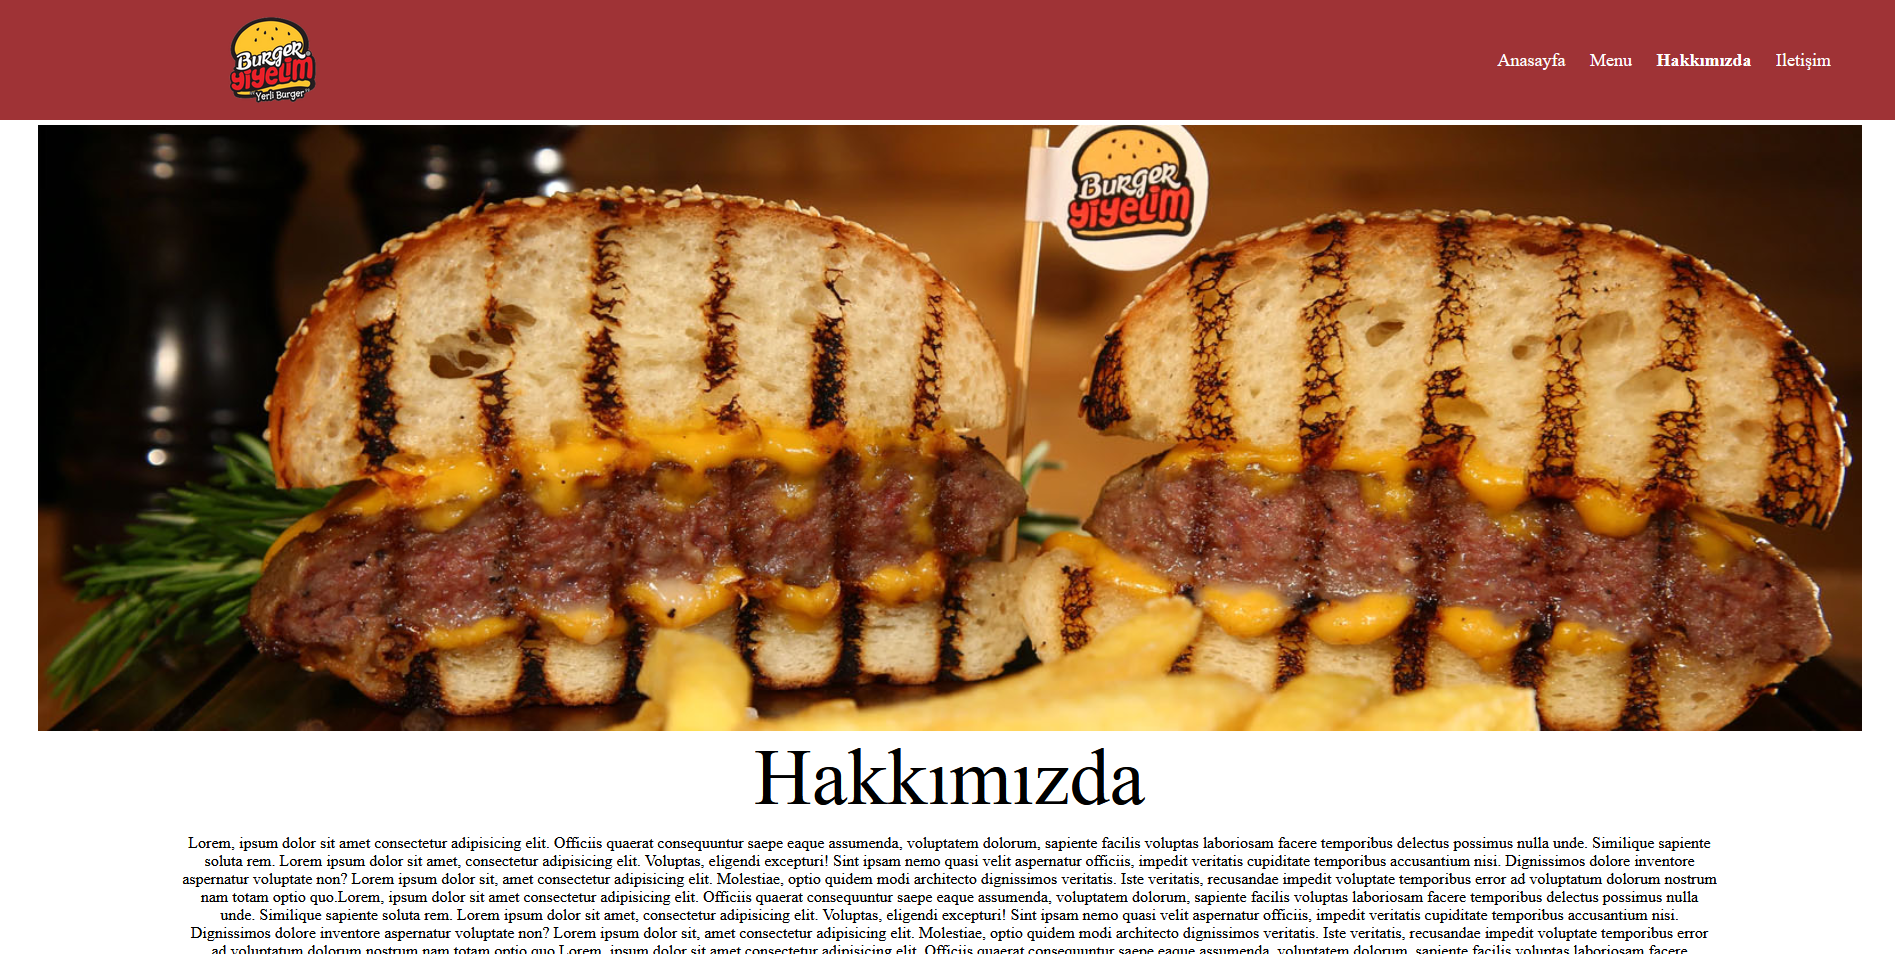 Burger
yiyelim
Yerli Burger
Anasayfa Menu Hakkımızda Iletişim
Burger
yiyelim
Hakkımızda
Lorem, ipsum dolor sit amet consectetur adipisicing elit. Officiis quaerat consequuntur saepe eaque assumenda, voluptatem dolorum, sapiente facilis voluptas laboriosam facere temporibus delectus possimus nulla unde. Similique sapiente
soluta rem. Lorem ipsum dolor sit amet, consectetur adipisicing elit. Voluptas, eligendi excepturi! Sint ipsam nemo quasi velit aspernatur officiis, impedit veritatis cupiditate temporibus accusantium nisi. Dignissimos dolore inventore
aspernatur voluptate non? Lorem ipsum dolor sit, amet consectetur adipisicing elit. Molestiae, optio quidem modi architecto dignissimos veritatis. Iste veritatis, recusandae impedit voluptate temporibus error ad voluptatum dolorum nostrum
nam totam optio quo.Lorem, ipsum dolor sit amet consectetur adipisicing elit. Officiis quaerat consequuntur saepe eaque assumenda, voluptatem dolorum, sapiente facilis voluptas laboriosam facere temporibus delectus possimus nulla
unde. Similique sapiente soluta rem. Lorem ipsum dolor sit amet, consectetur adipisicing elit. Voluptas, eligendi excepturi! Sint ipsam nemo quasi velit aspernatur officiis, impedit veritatis cupiditate temporibus accusantium nisi.
Dignissimos dolore inventore aspernatur voluptate non? Lorem ipsum dolor sit, amet consectetur adipisicing elit. Molestiae, optio quidem modi architecto dignissimos veritatis. Iste veritatis, recusandae impedit voluptate temporibus error
ad voluptatum dolorum nostrum nam totam optio quo.Lorem, ipsum dolor sit amet consectetur adipisicing elit. Officiis quaerat consequuntur saepe eaque assumenda, voluptatem dolorum, sapiente facilis voluptas laboriosam facere